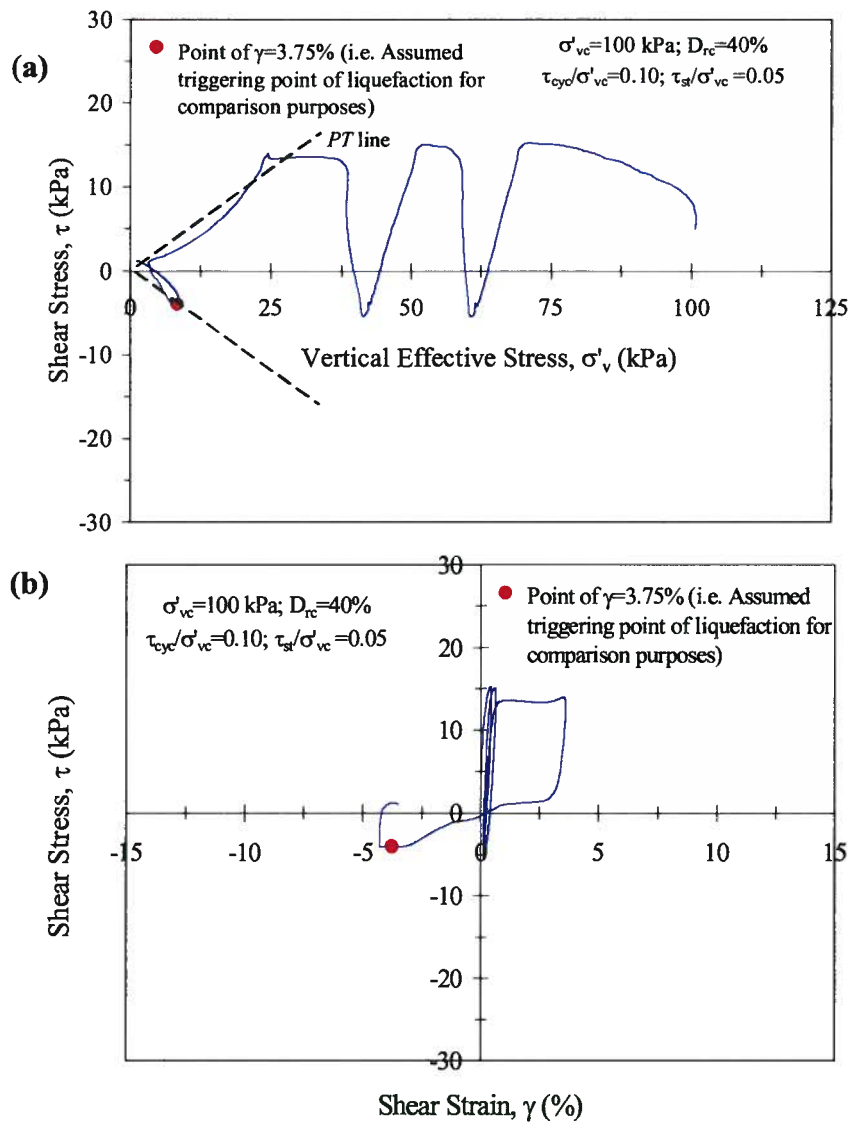 (a)
30
20
10
0
-10
-20
-30
Shear Stress, τ (kPa)
Point of γ=3.75% (i.e. Assumed
triggering point of liquefaction for
comparison purposes)
σ'vc=100 kPa; Drc=40%
τcyc/σ'vc=0.10; τst/σ'vc =0.05
PT line
0 25 50 75 100 125
Vertical Effective Stress, σ'v (kPa)
(b)
30
20
10
0
-10
-20
-30
Shear Stress, τ (kPa)
σ'vc=100 kPa; Drc=40%
τcyc/σ'vc=0.10; τst/σ'vc =0.05
Point of γ=3.75% (i.e. Assumed
triggering point of liquefaction for
comparison purposes)
-15 -10 -5 0 5 10 15
Shear Strain, γ (%)